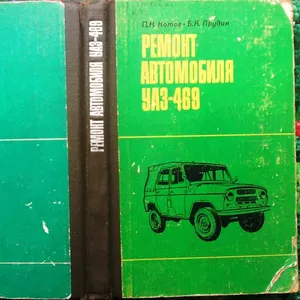 П.Н. Котов · Б.А. Прудин
РЕМОНТ
АВТОМОБИЛЯ
УАЗ-469
РЕМОНТ АВТОМОБИЛЯ УАЗ-469